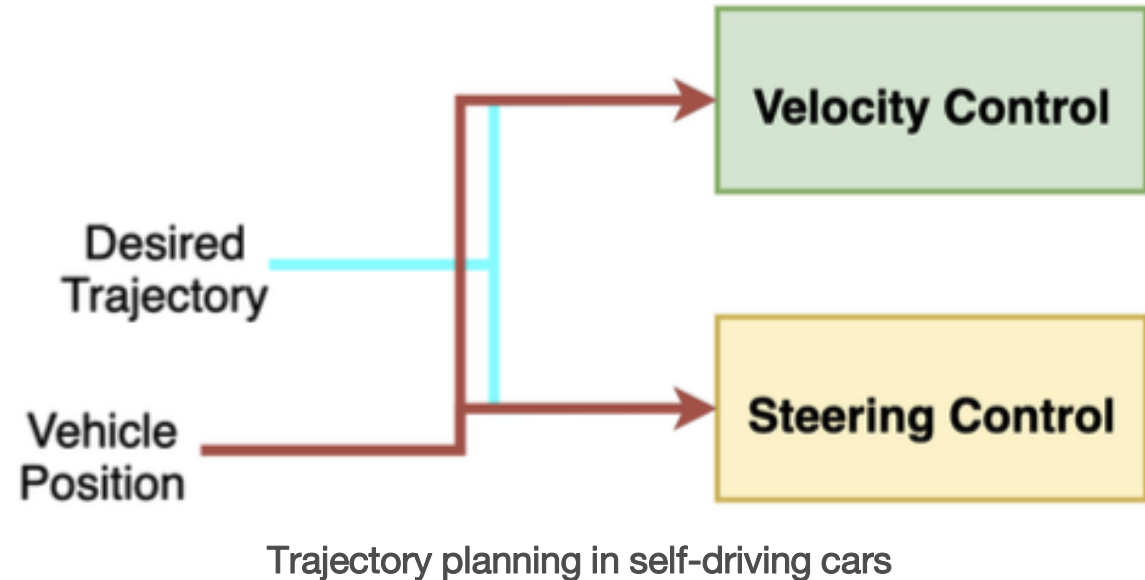 Velocity Control
Desired
Trajectory
Steering Control
Vehicle
Position
Trajectory planning in self-driving cars